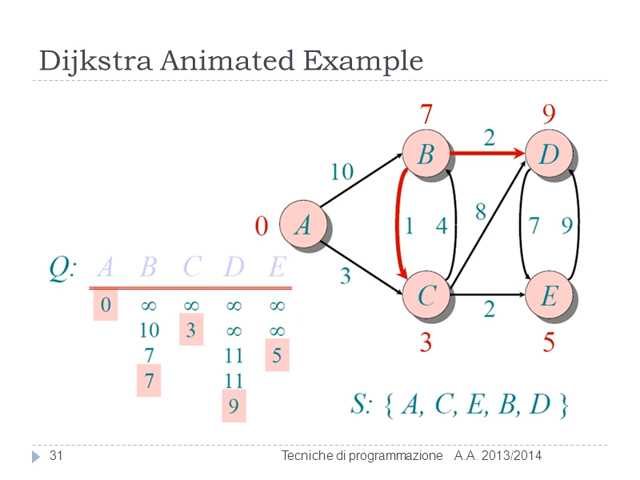 Dijkstra Animated Example
7 9
2
B D
10
0 A 1 4 8 7 9
Q: A B C D E
3
C E
2
0 ∞ ∞ ∞ ∞
10 3 ∞ ∞
3 5
7 11 5
7 11
9
S: { A, C, E, B, D }
31 Tecniche di programmazione A.A. 2013/2014